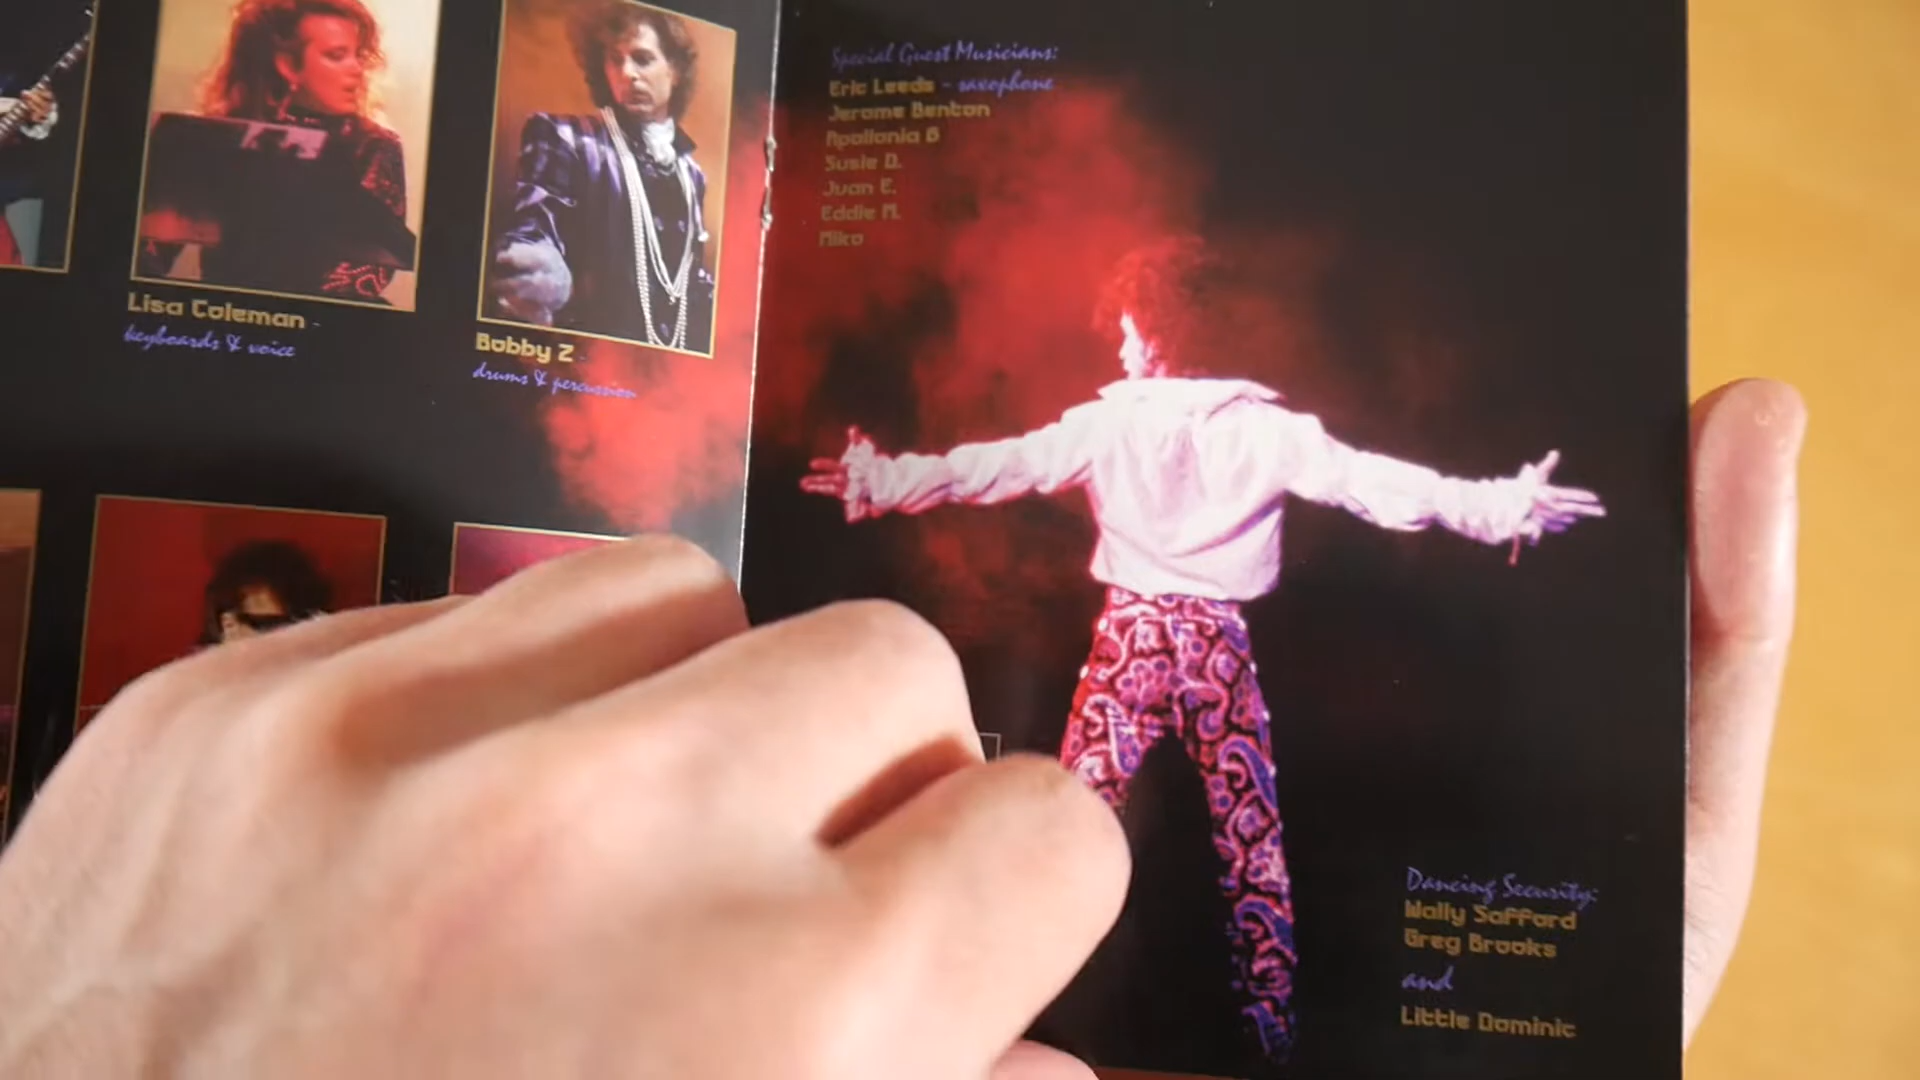 Lisa Coleman -
keyboards & voice
Bobby Z -
drums & percussion
Special Guest Musicians:
Eric Leeds - saxophone
Jerome Benton
Apollonia 6
Susie D.
Juan E.
Eddie M.
Miko
Dancing Security:
Wally Safford
Greg Brooks
and
Little Dominic